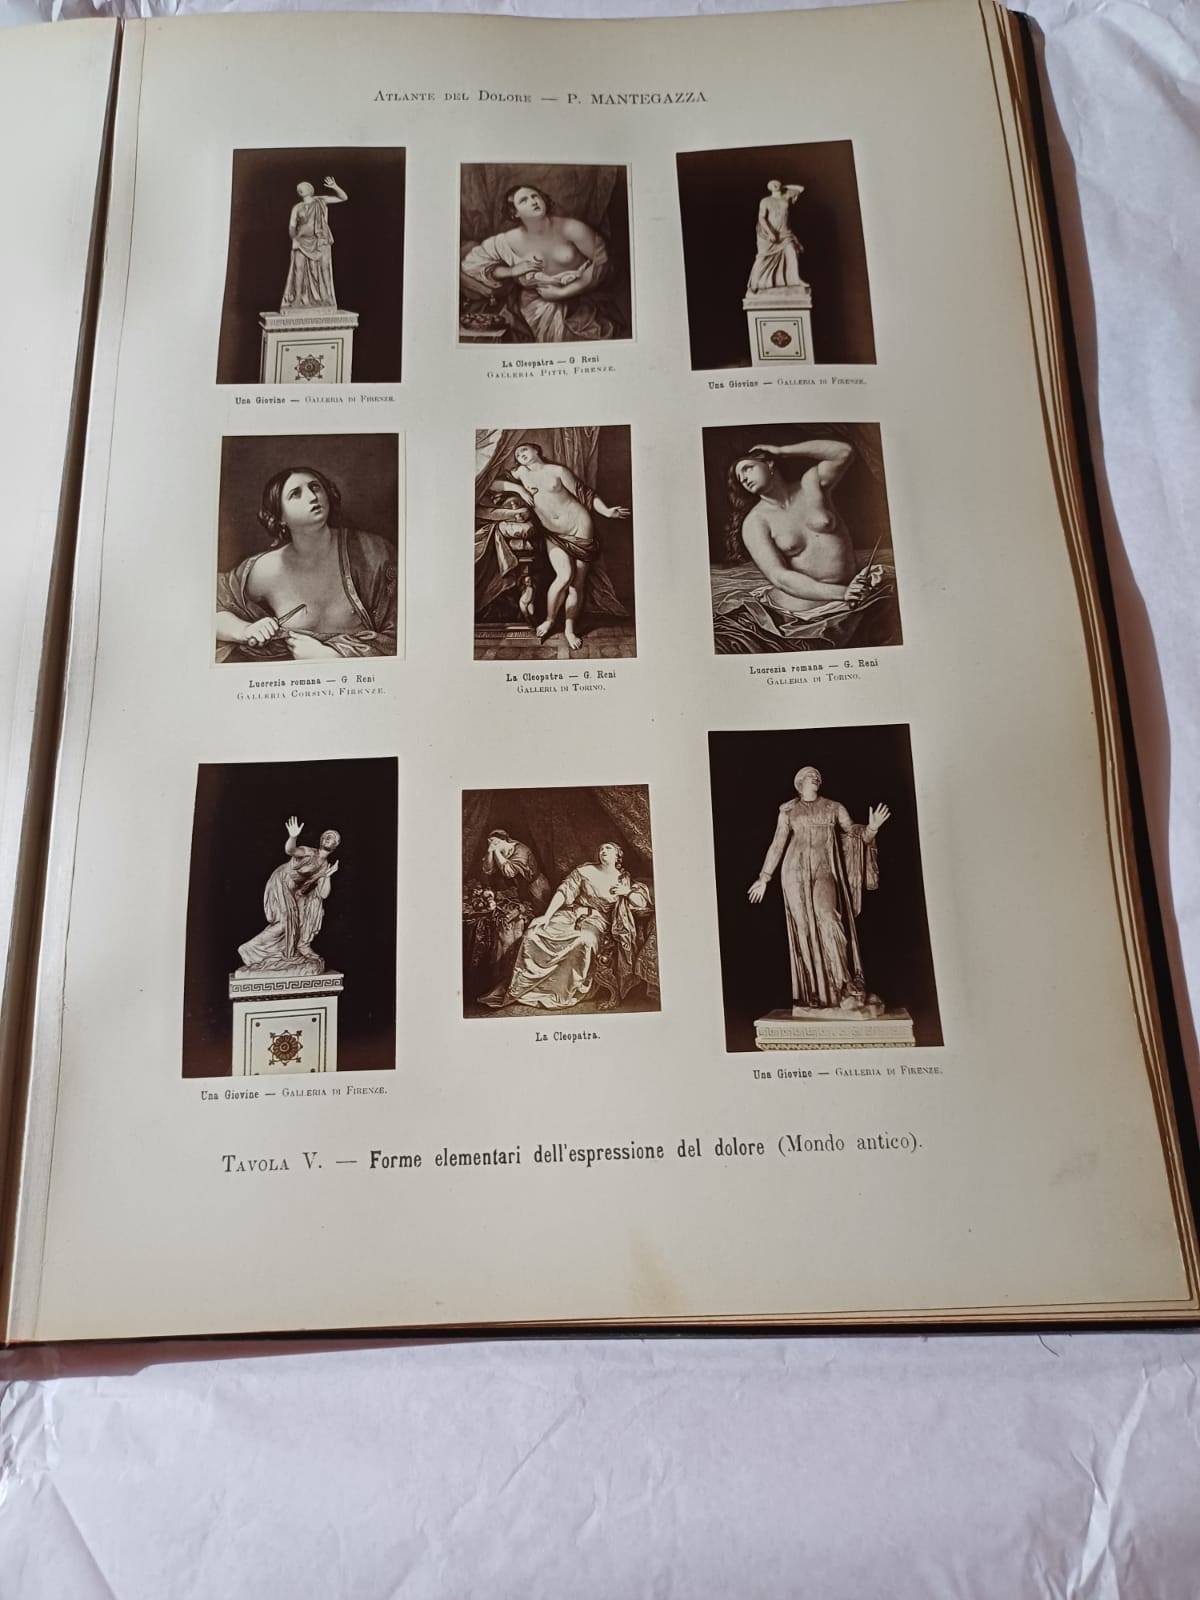 Atlante del Dolore — P. MANTEGAZZA
Una Giovine — Galleria di Firenze.
La Cleopatra — G. Reni
Galleria Pitti, Firenze.
Una Giovine — Galleria di Firenze.
Lucrezia romana — G. Reni
Galleria Corsini, Firenze.
La Cleopatra — G. Reni
Galleria di Torino.
Lucrezia romana — G. Reni
Galleria di Torino.
Una Giovine — Galleria di Firenze.
La Cleopatra.
Una Giovine — Galleria di Firenze.
Tavola V. — Forme elementari dell'espressione del dolore (Mondo antico).